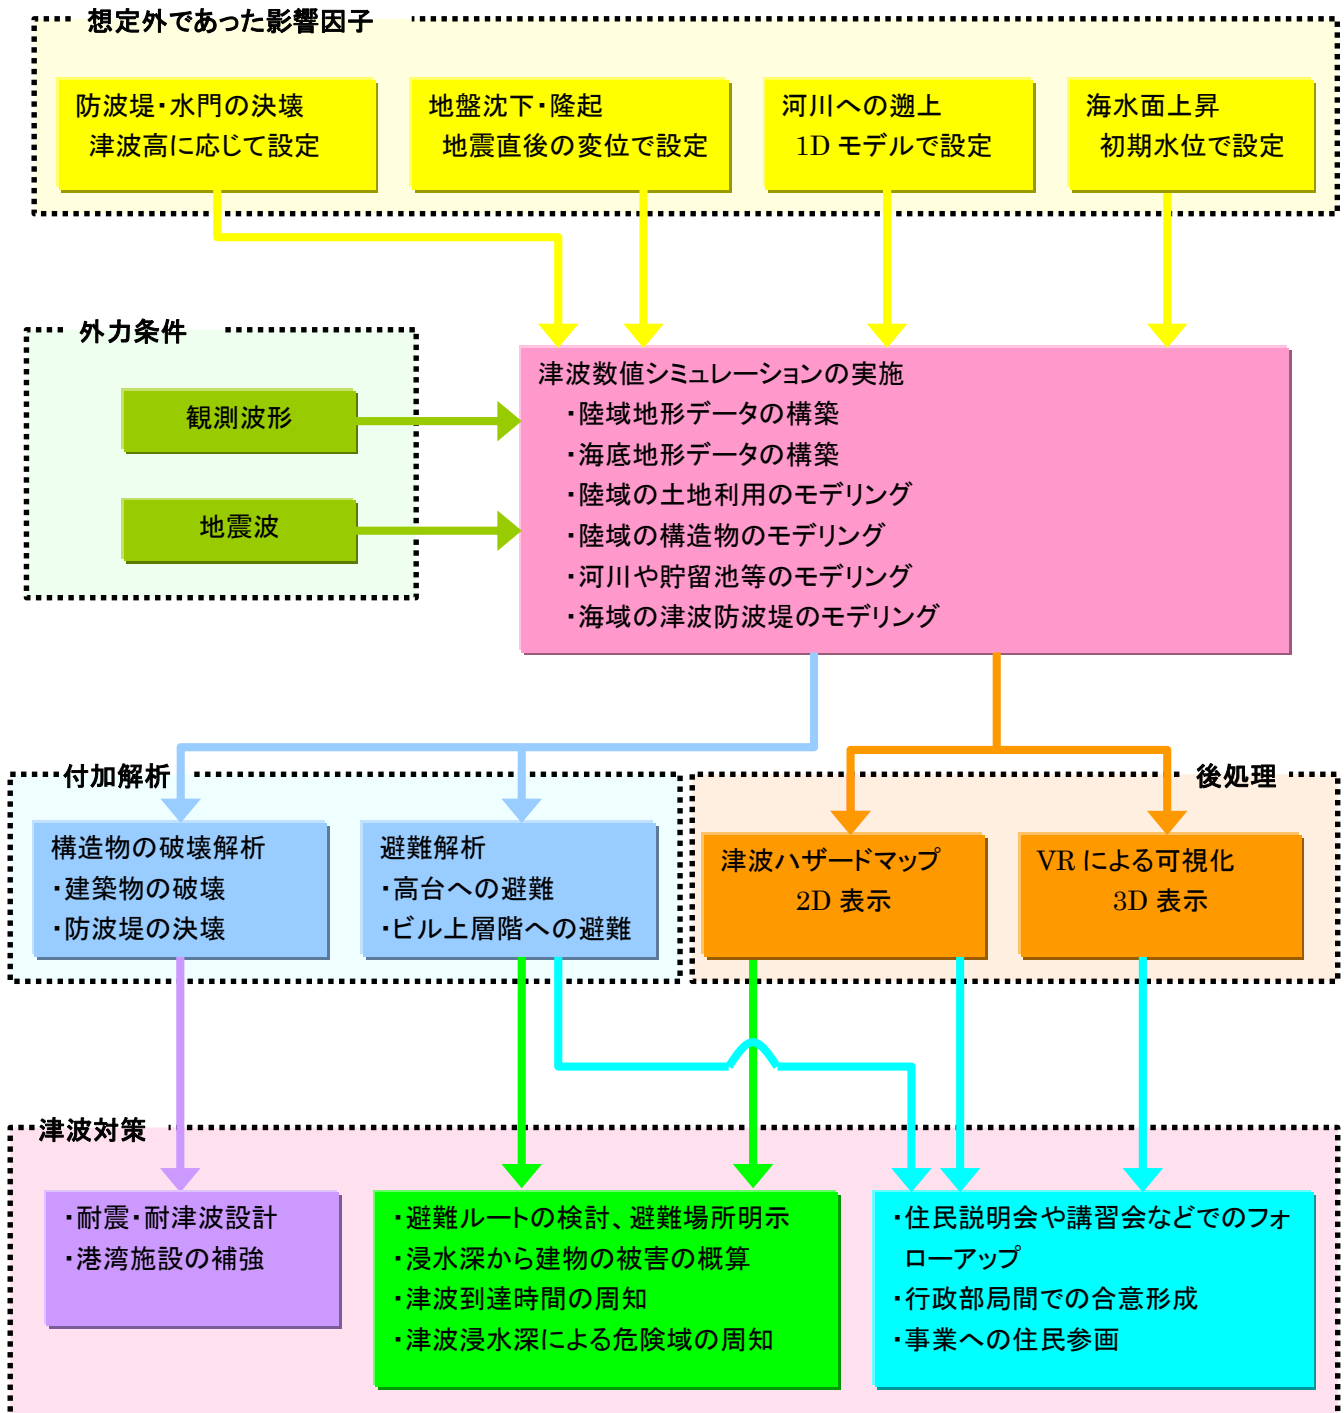 想定外であった影響因子
防波堤・水門の決壊
津波高に応じて設定
地盤沈下・隆起
地震直後の変位で設定
河川への遡上
1D モデルで設定
海水面上昇
初期水位で設定
外力条件
観測波形
地震波
津波数値シミュレーションの実施
・陸域地形データの構築
・海底地形データの構築
・陸域の土地利用のモデリング
・陸域の構造物のモデリング
・河川や貯留池等のモデリング
・海域の津波防波堤のモデリング
付加解析
構造物の破壊解析
・建築物の破壊
・防波堤の決壊
避難解析
・高台への避難
・ビル上層階への避難
後処理
津波ハザードマップ
2D 表示
VR による可視化
3D 表示
津波対策
・耐震・耐津波設計
・港湾施設の補強
・避難ルートの検討、避難場所明示
・浸水深から建物の被害の概算
・津波到達時間の周知
・津波浸水深による危険域の周知
・住民説明会や講習会などでのフォ
ローアップ
・行政部局間での合意形成
・事業への住民参画